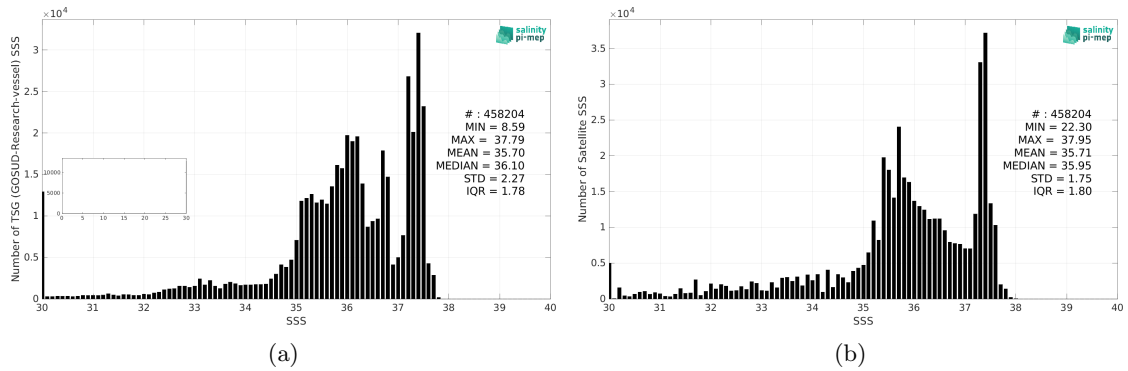 ×10⁴
3
2.5
2
1.5
1
0.5
0
Number of TSG (GOSUD-Research-vessel) SSS
salinity
pi-mep
# : 458204
MIN = 8.59
MAX = 37.79
MEAN = 35.70
MEDIAN = 36.10
STD = 2.27
IQR = 1.78
10000
5000
0
0 5 10 15 20 25 30
30 31 32 33 34 35 36 37 38 39 40
SSS
(a)
×10⁴
3.5
3
2.5
2
1.5
1
0.5
0
Number of Satellite SSS
salinity
pi-mep
# : 458204
MIN = 22.30
MAX = 37.95
MEAN = 35.71
MEDIAN = 35.95
STD = 1.75
IQR = 1.80
30 31 32 33 34 35 36 37 38 39 40
SSS
(b)